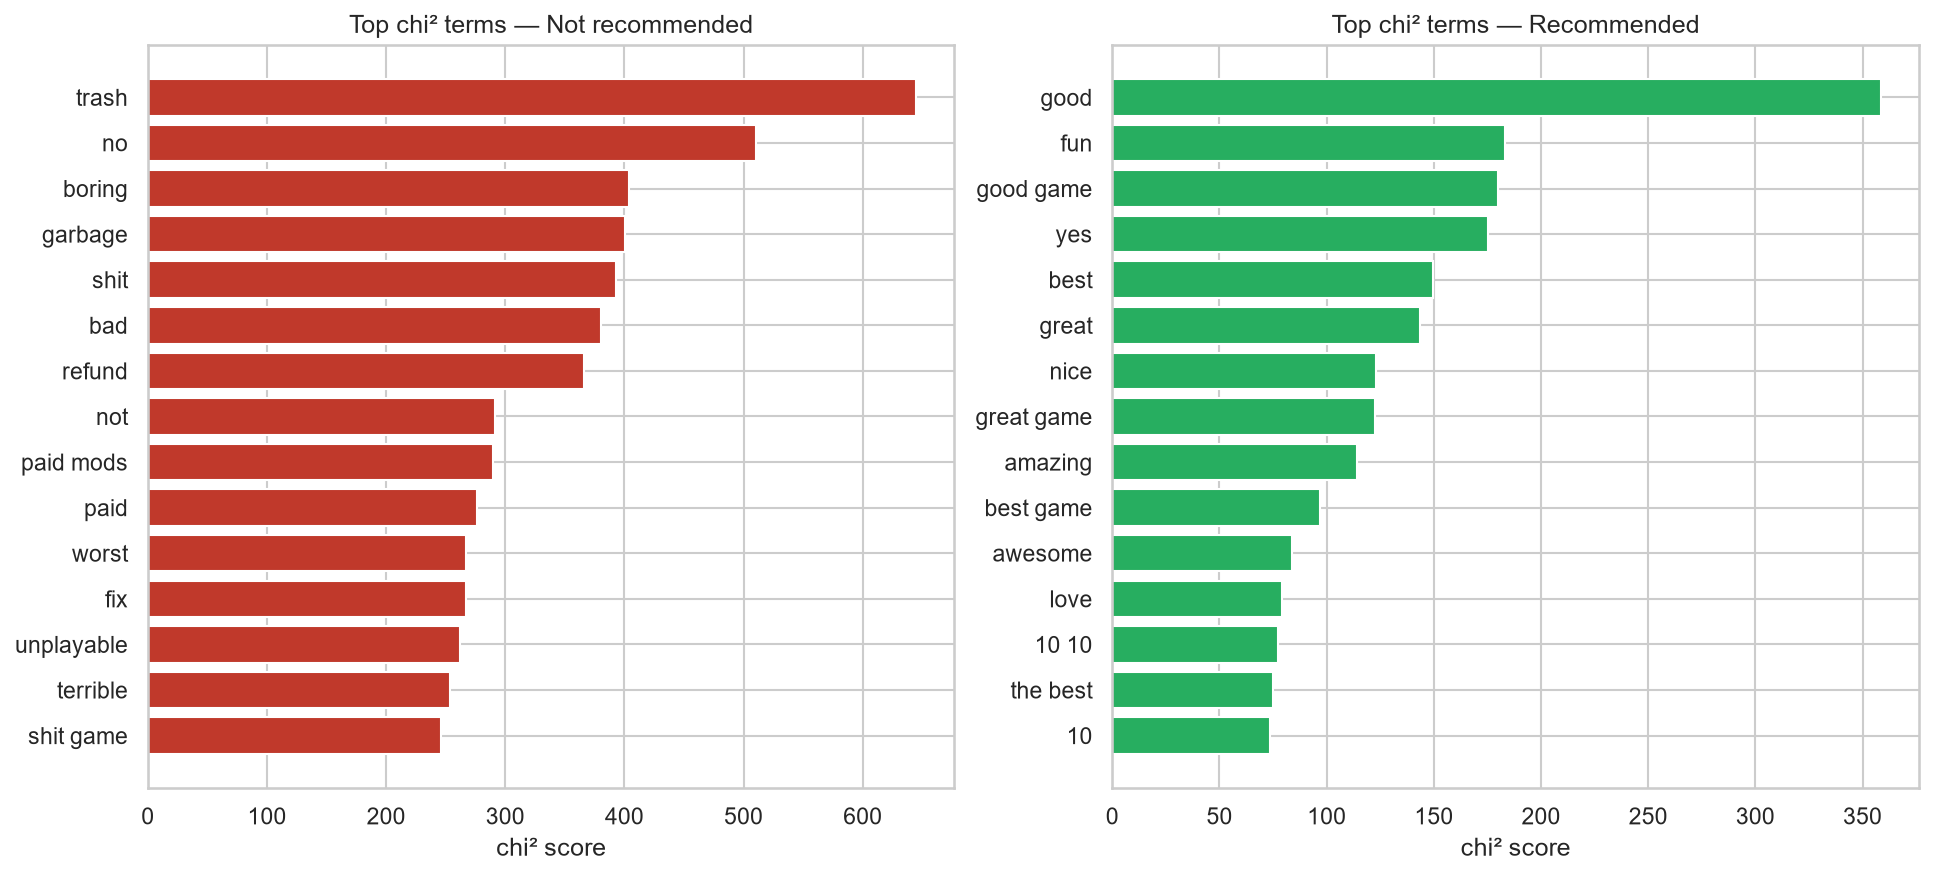 Top chi² terms — Not recommended
trash
no
boring
garbage
shit
bad
refund
not
paid mods
paid
worst
fix
unplayable
terrible
shit game
0 100 200 300 400 500 600
chi² score
Top chi² terms — Recommended
good
fun
good game
yes
best
great
nice
great game
amazing
best game
awesome
love
10 10
the best
10
0 50 100 150 200 250 300 350
chi² score